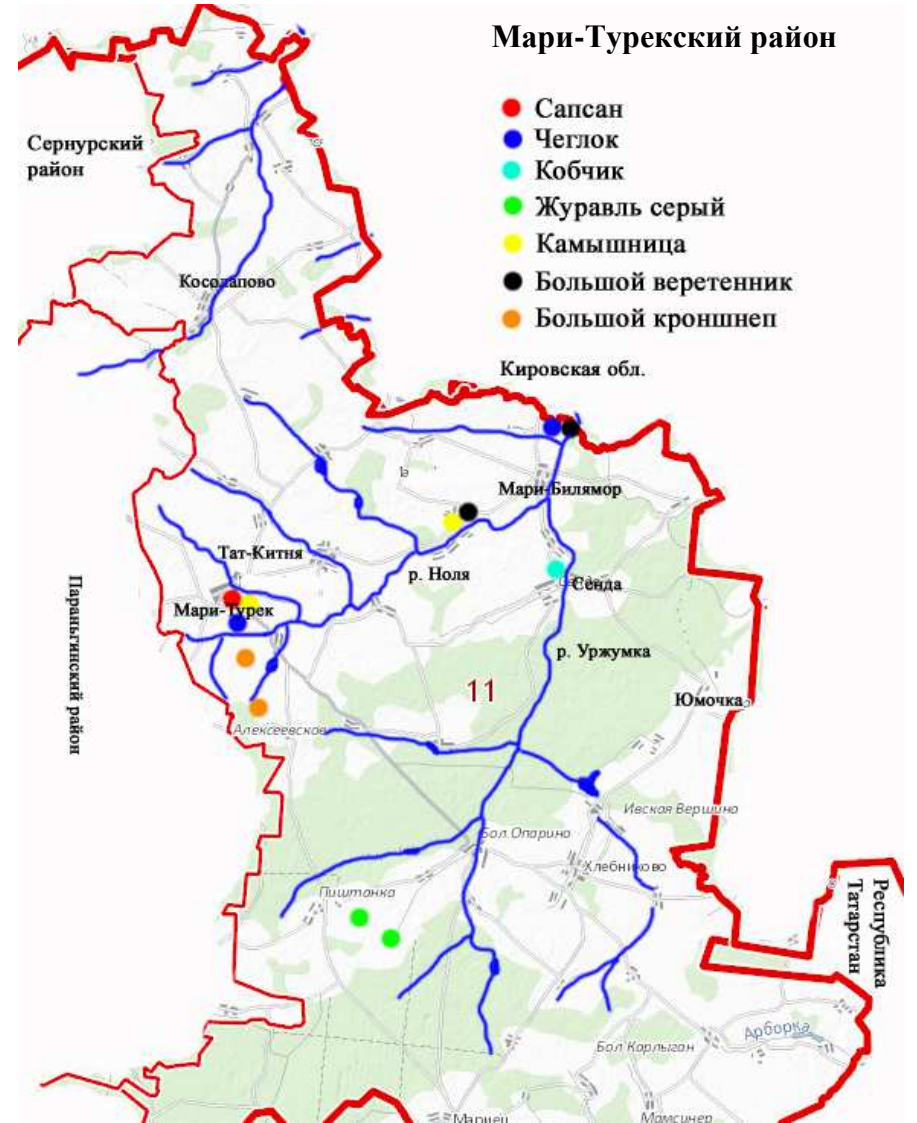 Мари-Турекский район
Сапсан
Чеглок
Кобчик
Журавль серый
Камышница
Большой веретенник
Большой кроншнеп
Сернурский
район
Косолапово
Кировская обл.
Мари-Билямор
Тат-Китня
р. Ноля
Сенда
Мари-Турек
Параньгинский район
р. Уржумка
11
Юмочка
Алексеевское
Ивская Вершина
Бол Опарино
Хлебниково
Пиштанка
Республика
Татарстан
Арборка
Бол Карлыган
Мариец
Мамсинер